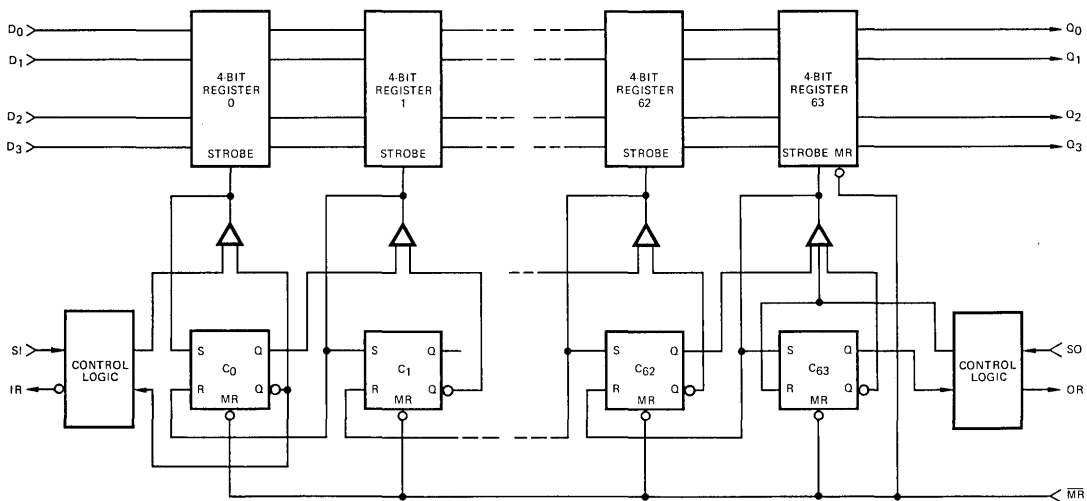 D0
D1
D2
D3
4-BIT
REGISTER
0
STROBE
4-BIT
REGISTER
1
STROBE
4-BIT
REGISTER
62
STROBE
4-BIT
REGISTER
63
STROBE MR
Q0
Q1
Q2
Q3
SI
IR
CONTROL
LOGIC
S Q
C0
R Q
MR
S Q
C1
R Q
MR
S Q
C62
R Q
MR
S Q
C63
R Q
MR
CONTROL
LOGIC
SO
OR
MR